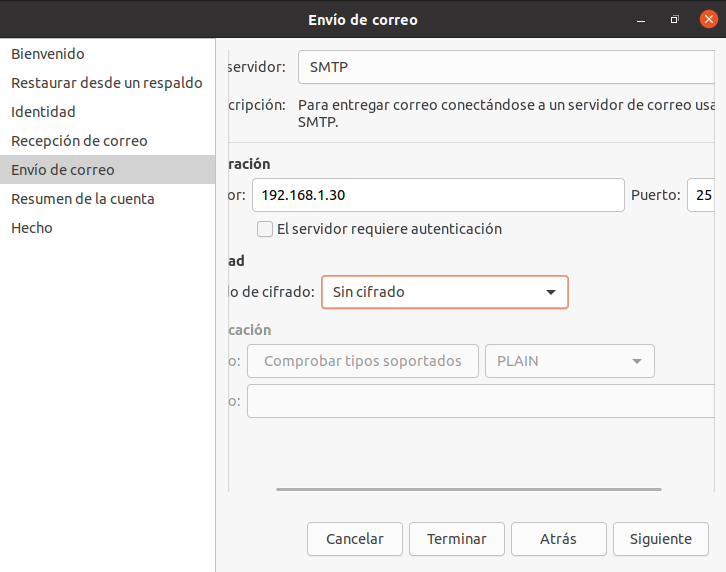 Envío de correo
Bienvenido
Restaurar desde un respaldo
Identidad
Recepción de correo
Envío de correo
Resumen de la cuenta
Hecho
servidor: SMTP
cripción: Para entregar correo conectándose a un servidor de correo usa
SMTP.
ración
or: 192.168.1.30 Puerto: 25
El servidor requiere autenticación
ad
lo de cifrado: Sin cifrado
cación
o: Comprobar tipos soportados PLAIN
o:
Cancelar Terminar Atrás Siguiente